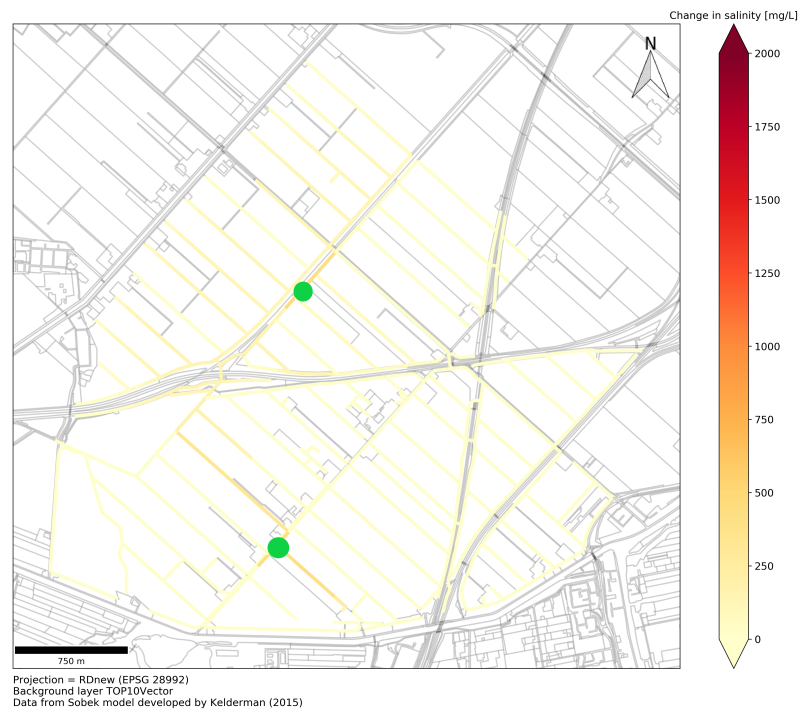 Change in salinity [mg/L]
N
2000
1750
1500
1250
1000
750
500
250
0
750 m
Projection = RDnew (EPSG 28992)
Background layer TOP10Vector
Data from Sobek model developed by Kelderman (2015)